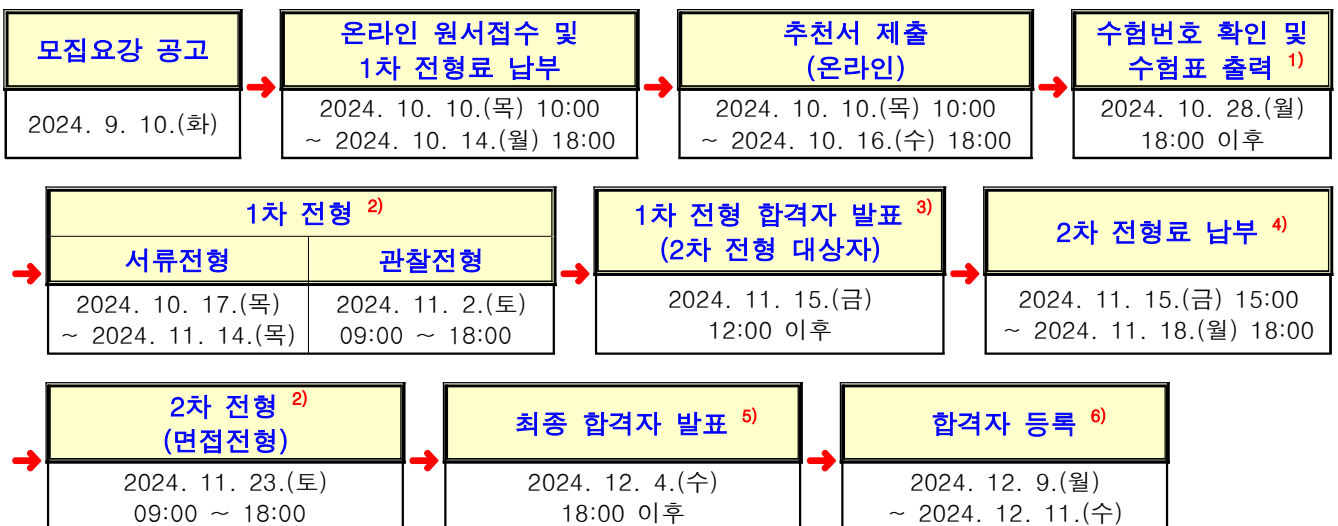 모집요강 공고
2024. 9. 10.(화)
온라인 원서접수 및
1차 전형료 납부
2024. 10. 10.(목) 10:00
~ 2024. 10. 14.(월) 18:00
추천서 제출
(온라인)
2024. 10. 10.(목) 10:00
~ 2024. 10. 16.(수) 18:00
수험번호 확인 및
수험표 출력 1)
2024. 10. 28.(월)
18:00 이후
1차 전형 2)
서류전형
2024. 10. 17.(목)
~ 2024. 11. 14.(목)
관찰전형
2024. 11. 2.(토)
09:00 ~ 18:00
1차 전형 합격자 발표 3)
(2차 전형 대상자)
2024. 11. 15.(금)
12:00 이후
2차 전형료 납부 4)
2024. 11. 15.(금) 15:00
~ 2024. 11. 18.(월) 18:00
2차 전형 2)
(면접전형)
2024. 11. 23.(토)
09:00 ~ 18:00
최종 합격자 발표 5)
2024. 12. 4.(수)
18:00 이후
합격자 등록 6)
2024. 12. 9.(월)
~ 2024. 12. 11.(수)